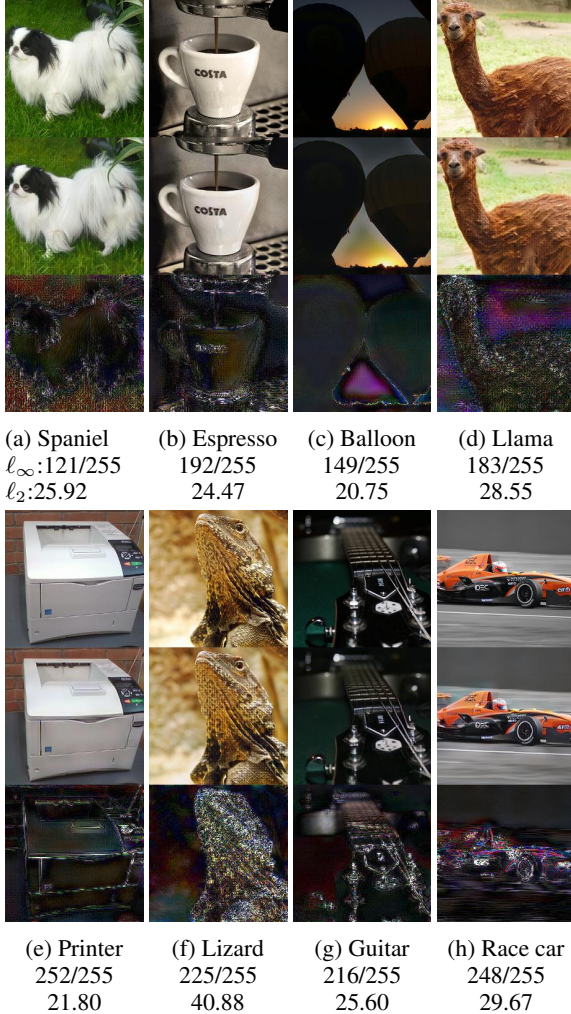 COSTA
COSTA
(a) Spaniel (b) Espresso (c) Balloon (d) Llama
ℓ∞:121/255 192/255 149/255 183/255
ℓ2:25.92 24.47 20.75 28.55
(e) Printer (f) Lizard (g) Guitar (h) Race car
252/255 225/255 216/255 248/255
21.80 40.88 25.60 29.67